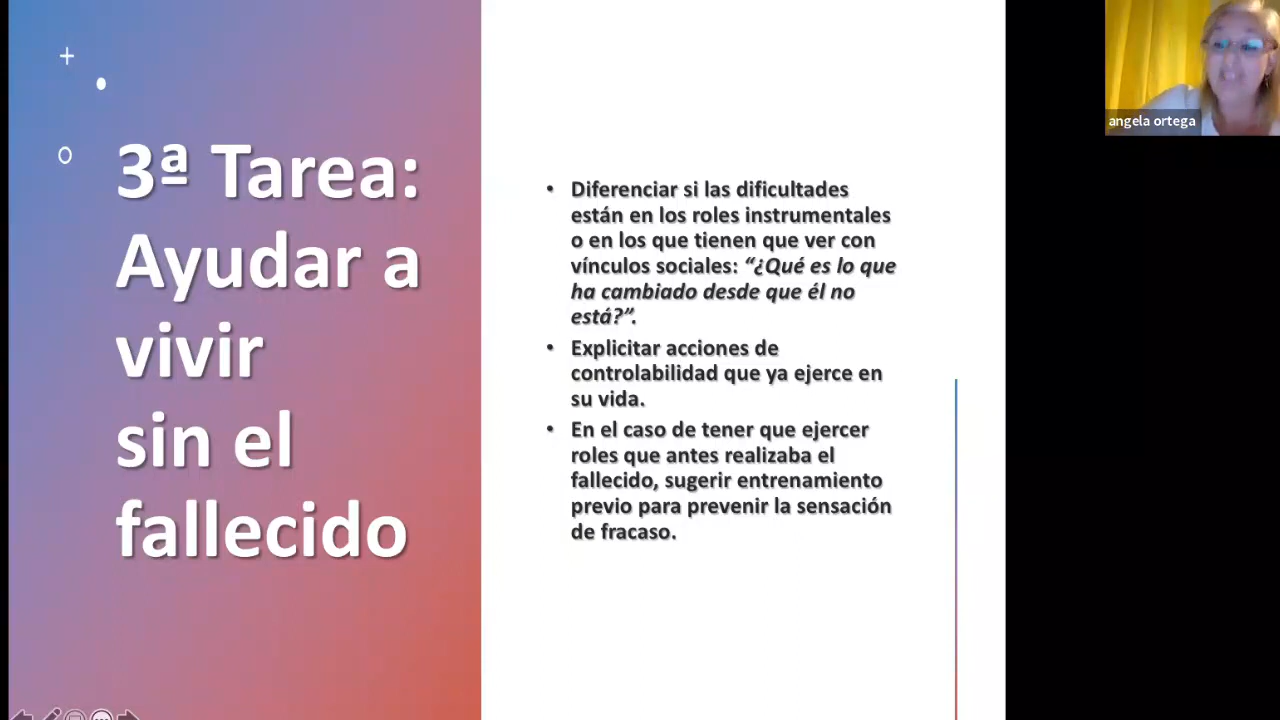 3ª Tarea:
Ayudar a
vivir
sin el
fallecido
• Diferenciar si las dificultades
están en los roles instrumentales
o en los que tienen que ver con
vínculos sociales: “¿Qué es lo que
ha cambiado desde que él no
está?”.
• Explicitar acciones de
controlabilidad que ya ejerce en
su vida.
• En el caso de tener que ejercer
roles que antes realizaba el
fallecido, sugerir entrenamiento
previo para prevenir la sensación
de fracaso.
angela ortega